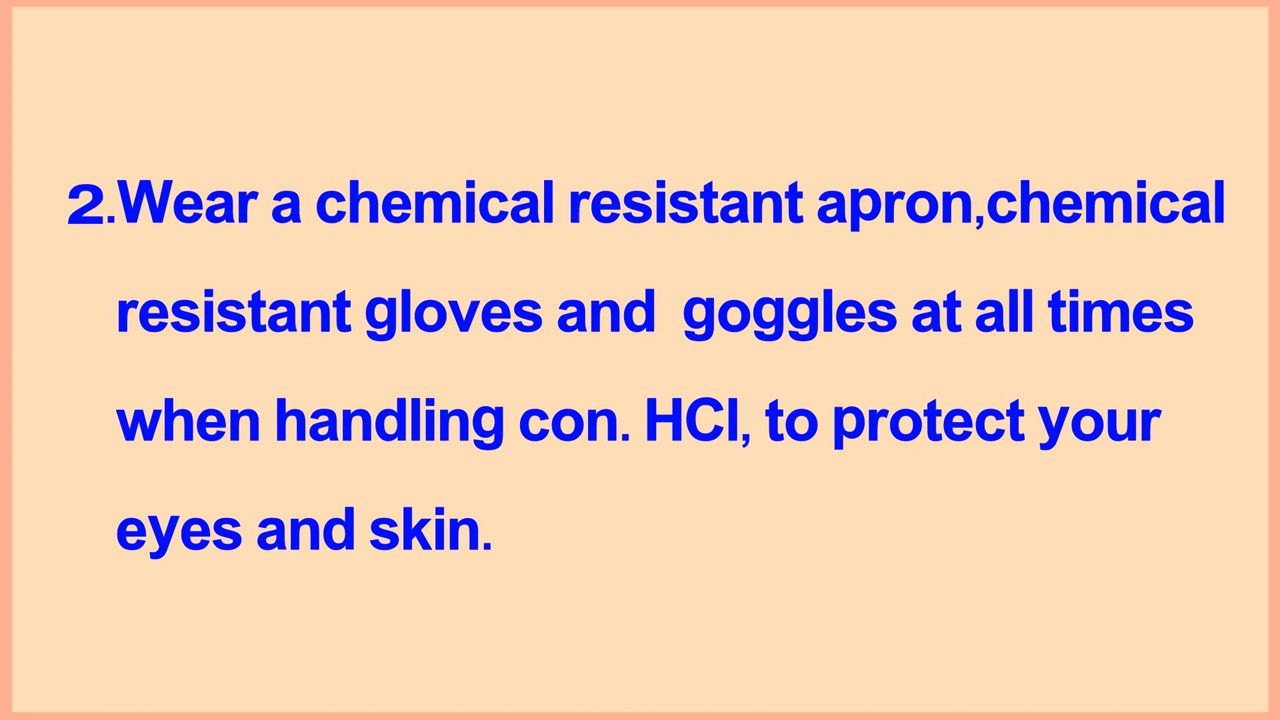 2.Wear a chemical resistant apron,chemical
resistant gloves and  goggles at all times
when handling con. HCl, to protect your
eyes and skin.